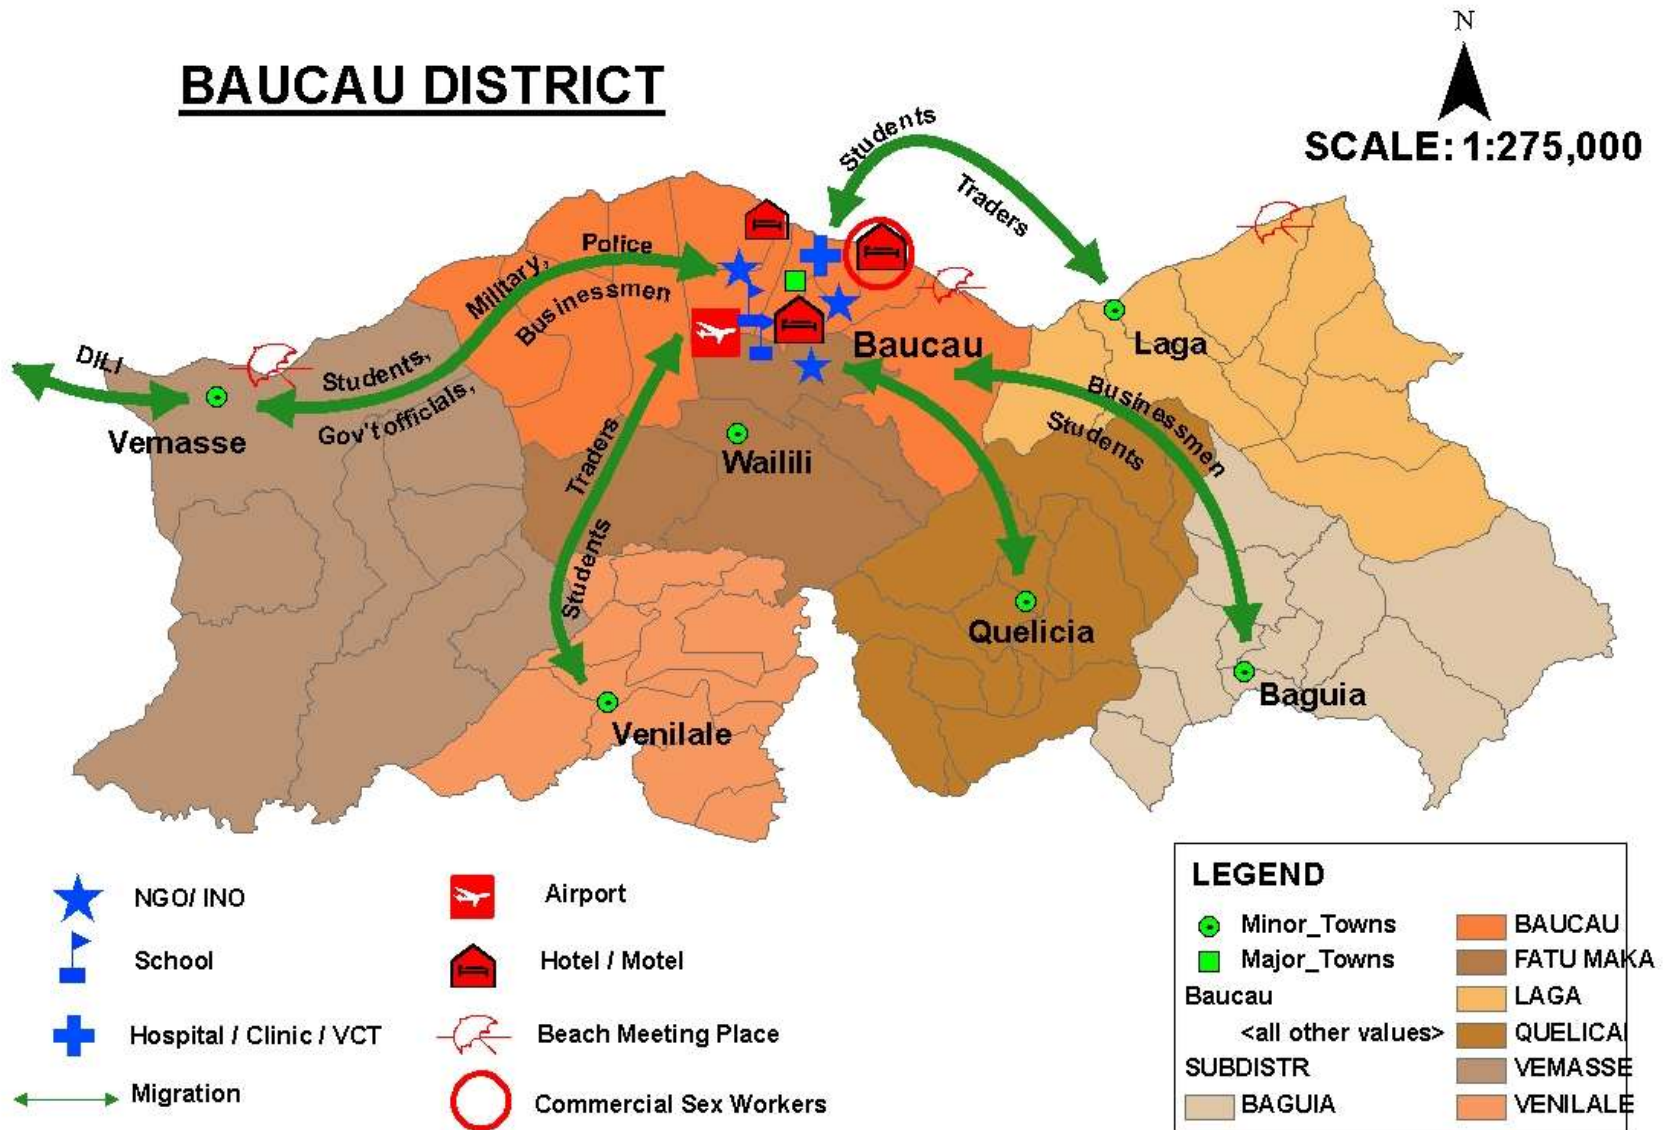 BAUCAU DISTRICT
N
SCALE: 1:275,000
Students
Traders
Military,
Police
Businessmen
DILI
Students,
Gov't officials,
Vemasse
Baucau
Laga
Businessmen
Students
Traders
Students
Wailili
Quelicia
Baguia
Venilale
NGO/ INO
School
Hospital / Clinic / VCT
Migration
Airport
Hotel / Motel
Beach Meeting Place
Commercial Sex Workers
LEGEND
Minor_Towns
Major_Towns
Baucau
<all other values>
SUBDISTR
BAGUIA
BAUCAU
FATU MAKA
LAGA
QUELICAI
VEMASSE
VENILALE